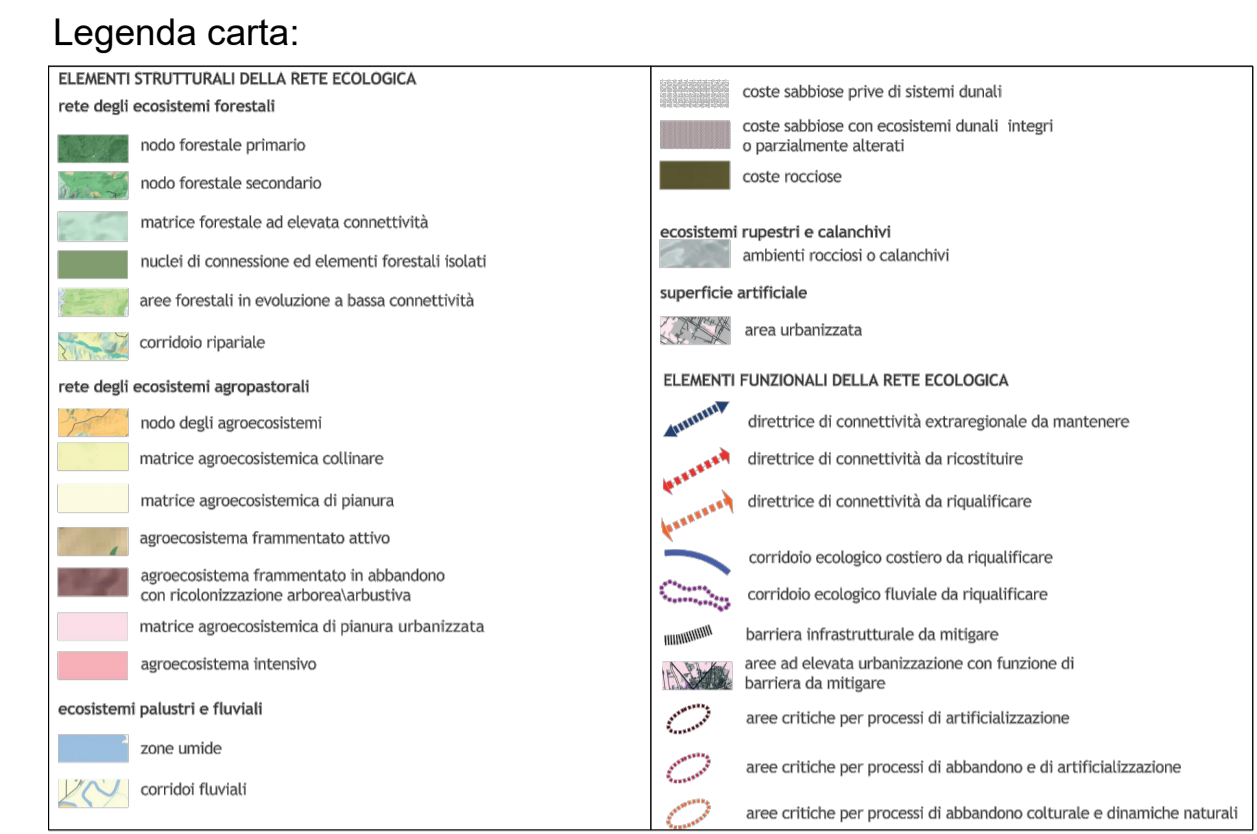 Legenda carta:
ELEMENTI STRUTTURALI DELLA RETE ECOLOGICA
rete degli ecosistemi forestali
nodo forestale primario
nodo forestale secondario
matrice forestale ad elevata connettività
nuclei di connessione ed elementi forestali isolati
aree forestali in evoluzione a bassa connettività
corridoio ripariale
rete degli ecosistemi agropastorali
nodo degli agroecosistemi
matrice agroecosistemica collinare
matrice agroecosistemica di pianura
agroecosistema frammentato attivo
agroecosistema frammentato in abbandono
con ricolonizzazione arborea\arbustiva
matrice agroecosistemica di pianura urbanizzata
agroecosistema intensivo
ecosistemi palustri e fluviali
zone umide
corridoi fluviali
coste sabbiose prive di sistemi dunali
coste sabbiose con ecosistemi dunali integri
o parzialmente alterati
coste rocciose
ecosistemi rupestri e calanchivi
ambienti rocciosi o calanchivi
superficie artificiale
area urbanizzata
ELEMENTI FUNZIONALI DELLA RETE ECOLOGICA
direttrice di connettività extraregionale da mantenere
direttrice di connettività da ricostituire
direttrice di connettività da riqualificare
corridoio ecologico costiero da riqualificare
corridoio ecologico fluviale da riqualificare
barriera infrastrutturale da mitigare
aree ad elevata urbanizzazione con funzione di
barriera da mitigare
aree critiche per processi di artificializzazione
aree critiche per processi di abbandono e di artificializzazione
aree critiche per processi di abbandono colturale e dinamiche naturali